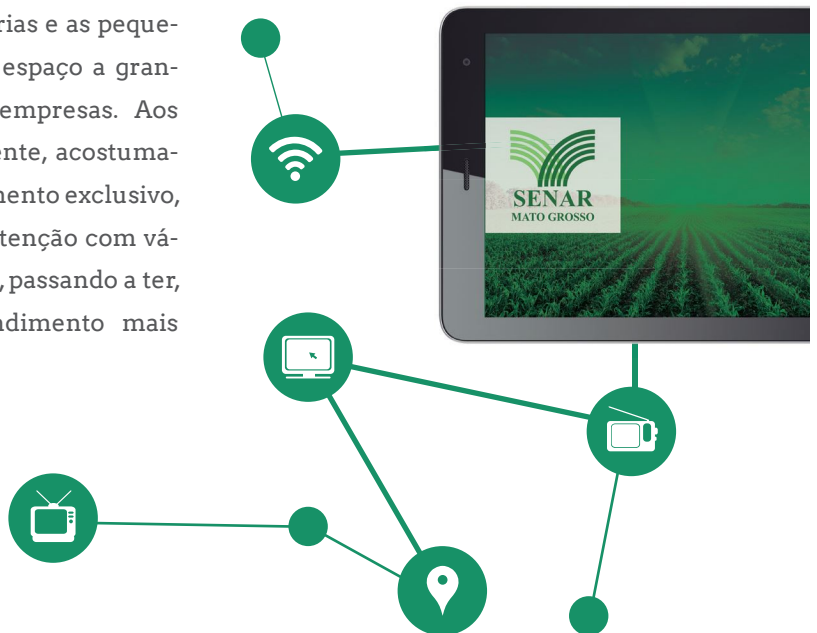 rias e as peque-
espaço a gran-
empresas. Aos
ente, acostuma-
mento exclusivo,
tenção com vá-
, passando a ter,
ndimento mais
SENAR
MATO GROSSO